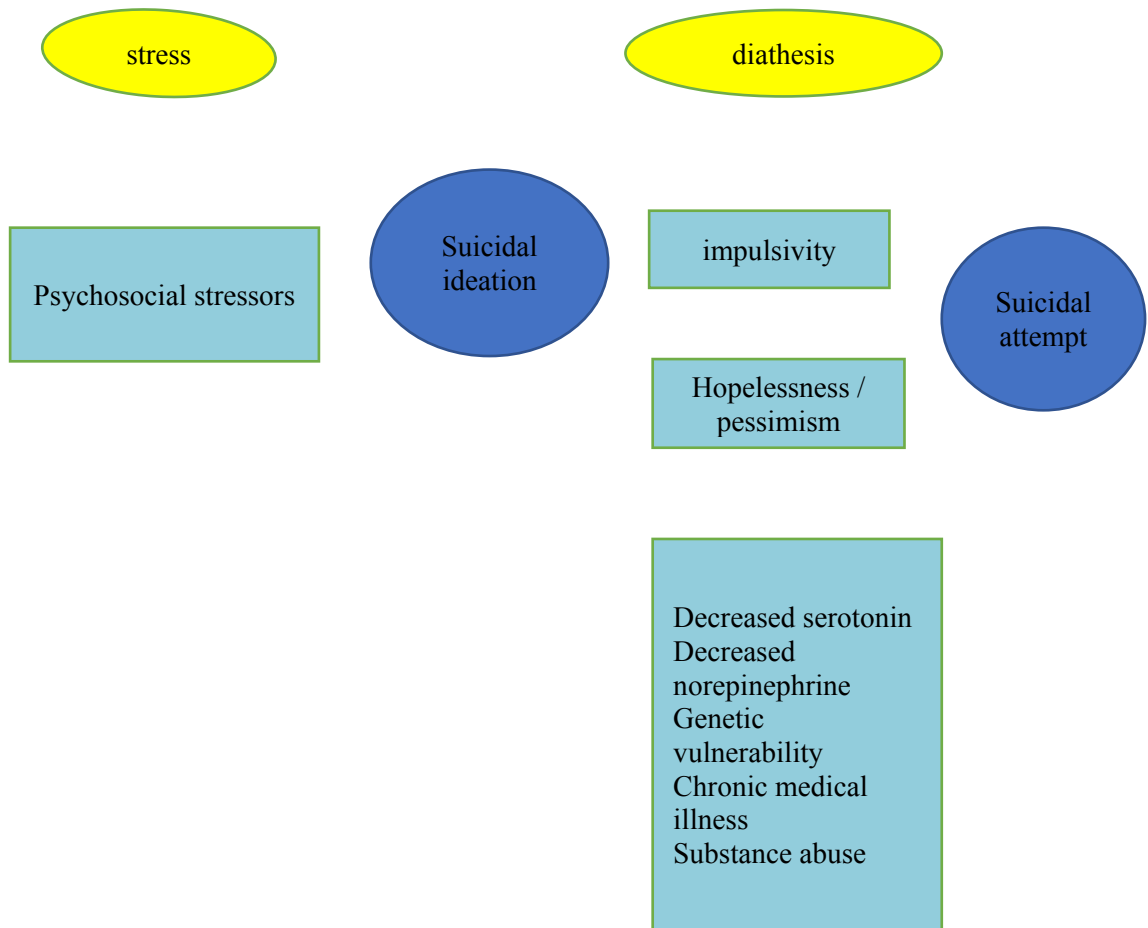 stress
diathesis
Psychosocial stressors
Suicidal
ideation
impulsivity
Hopelessness /
pessimism
Suicidal
attempt
Decreased serotonin
Decreased
norepinephrine
Genetic
vulnerability
Chronic medical
illness
Substance abuse